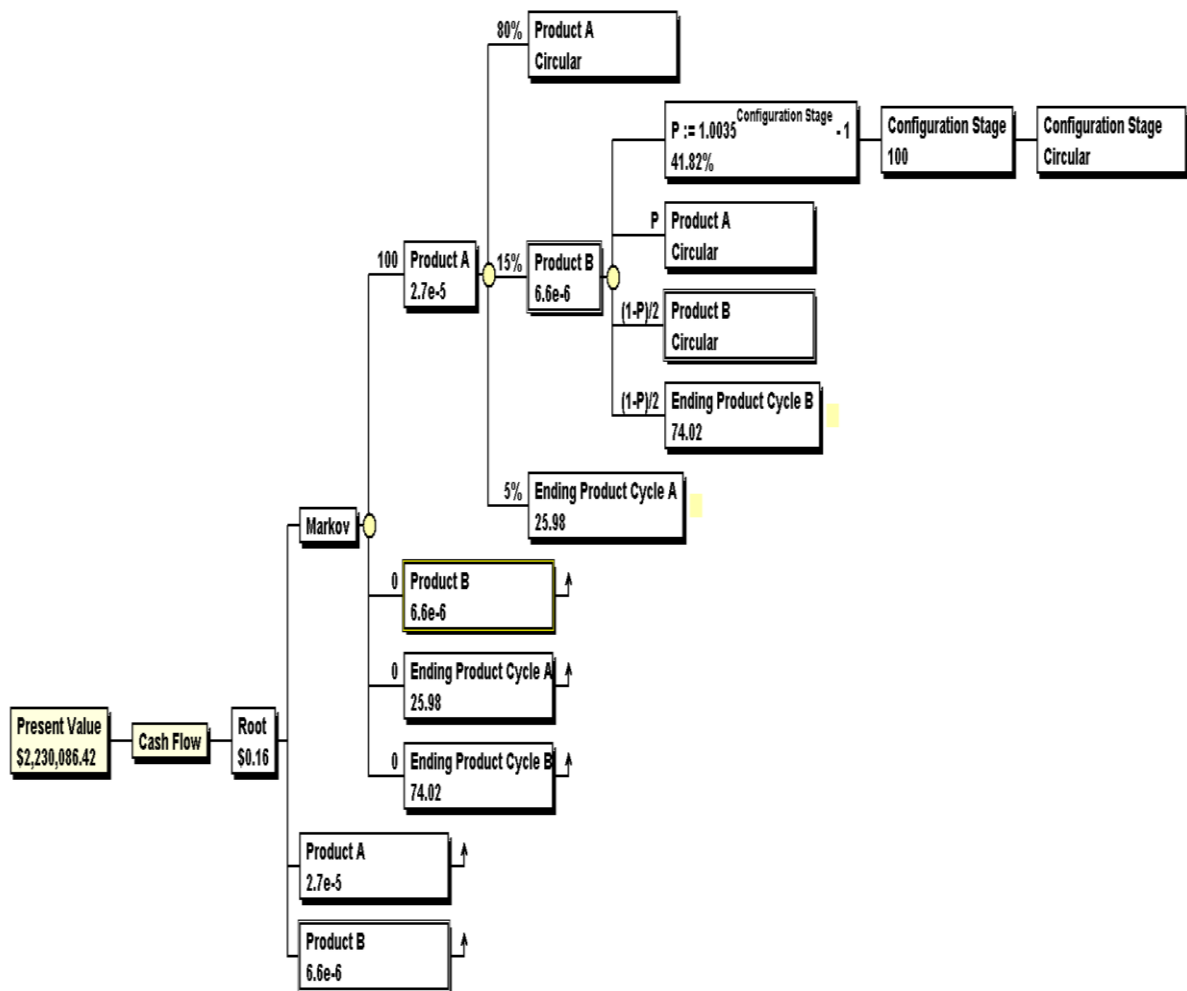 80%
Product A
Circular
P := 1.0035^Configuration Stage - 1
41.82%
Configuration Stage
100
Configuration Stage
Circular
P
Product A
Circular
100
Product A
2.7e-5
15%
Product B
6.6e-6
(1-P)/2
Product B
Circular
(1-P)/2
Ending Product Cycle B
74.02
5%
Ending Product Cycle A
25.98
Markov
0
Product B
6.6e-6
0
Ending Product Cycle A
25.98
Present Value
$2,230,086.42
Cash Flow
Root
$0.16
0
Ending Product Cycle B
74.02
Product A
2.7e-5
Product B
6.6e-6